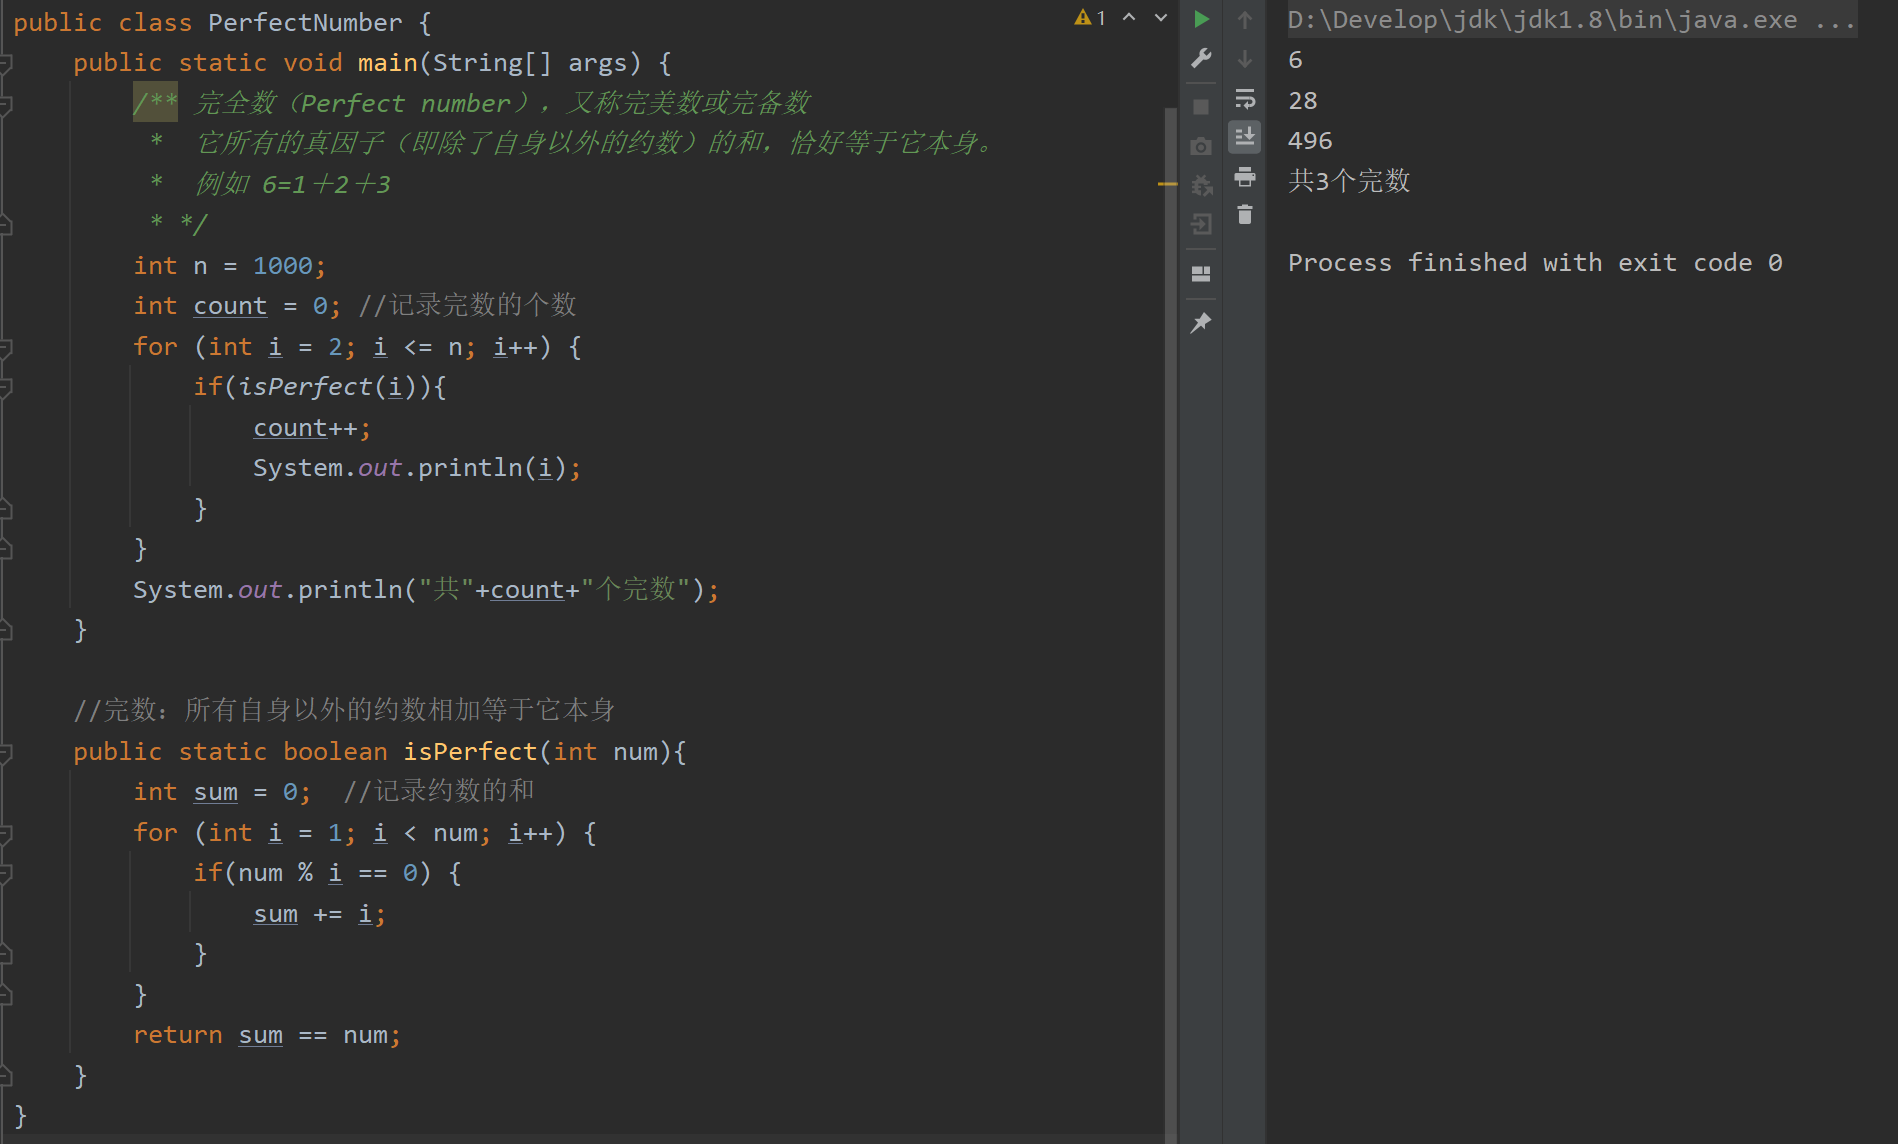 public class PerfectNumber {
    public static void main(String[] args) {
        /** 完全数（Perfect number），又称完美数或完备数
         *  它所有的真因子（即除了自身以外的约数）的和，恰好等于它本身。
         *  例如 6=1＋2＋3
         * */
        int n = 1000;
        int count = 0; //记录完数的个数
        for (int i = 2; i <= n; i++) {
            if(isPerfect(i)){
                count++;
                System.out.println(i);
            }
        }
        System.out.println("共"+count+"个完数");
    }

    //完数：所有自身以外的约数相加等于它本身
    public static boolean isPerfect(int num){
        int sum = 0;  //记录约数的和
        for (int i = 1; i < num; i++) {
            if(num % i == 0) {
                sum += i;
            }
        }
        return sum == num;
    }
}
1
D:\Develop\jdk\jdk1.8\bin\java.exe ...
6
28
496
共3个完数

Process finished with exit code 0